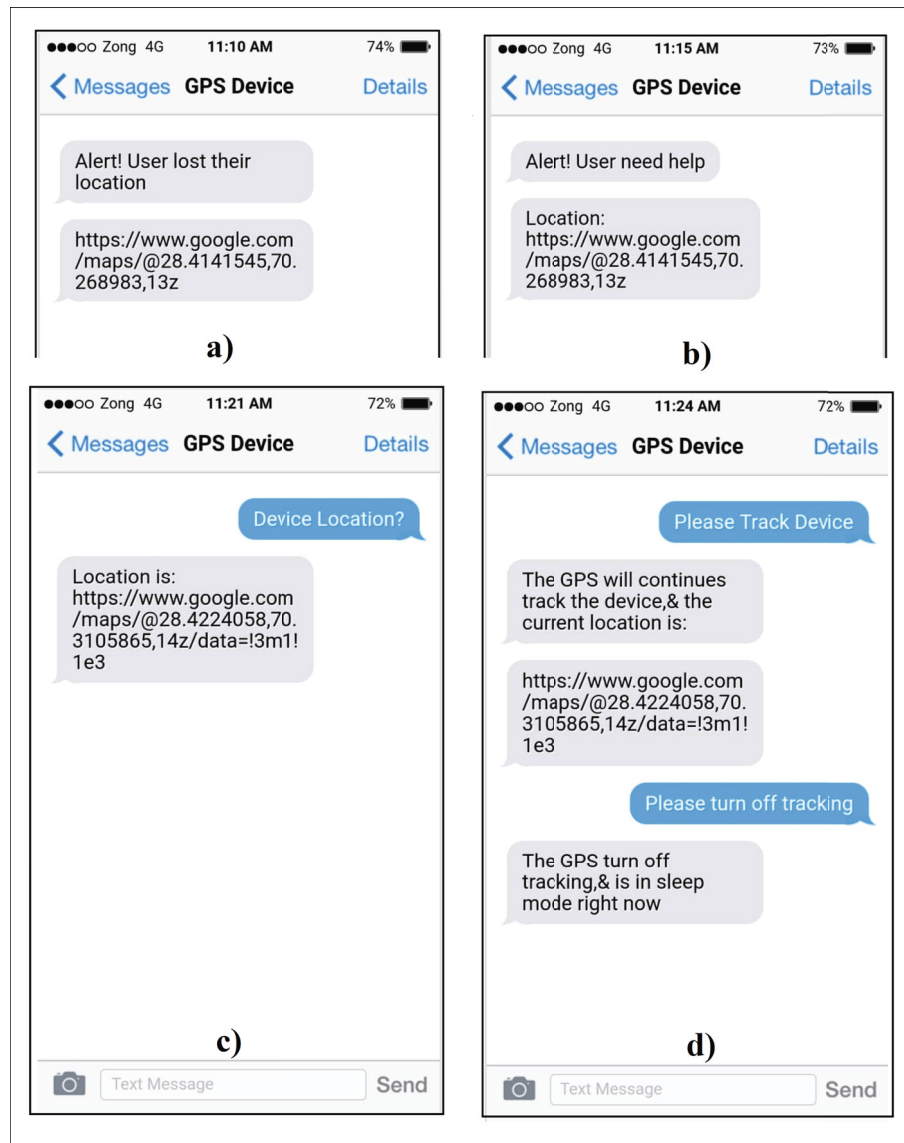 Zong 4G 11:10 AM 74%
Messages GPS Device Details
Alert! User lost their
location
https://www.google.com
/maps/@28.4141545,70.
268983,13z
a)
Zong 4G 11:15 AM 73%
Messages GPS Device Details
Alert! User need help
Location:
https://www.google.com
/maps/@28.4141545,70.
268983,13z
b)
Zong 4G 11:21 AM 72%
Messages GPS Device Details
Device Location?
Location is:
https://www.google.com
/maps/@28.4224058,70.
3105865,14z/data=!3m1!
1e3
c)
Text Message Send
Zong 4G 11:24 AM 72%
Messages GPS Device Details
Please Track Device
The GPS will continues
track the device,& the
current location is:
https://www.google.com
/maps/@28.4224058,70.
3105865,14z/data=!3m1!
1e3
Please turn off tracking
The GPS turn off
tracking,& is in sleep
mode right now
d)
Text Message Send